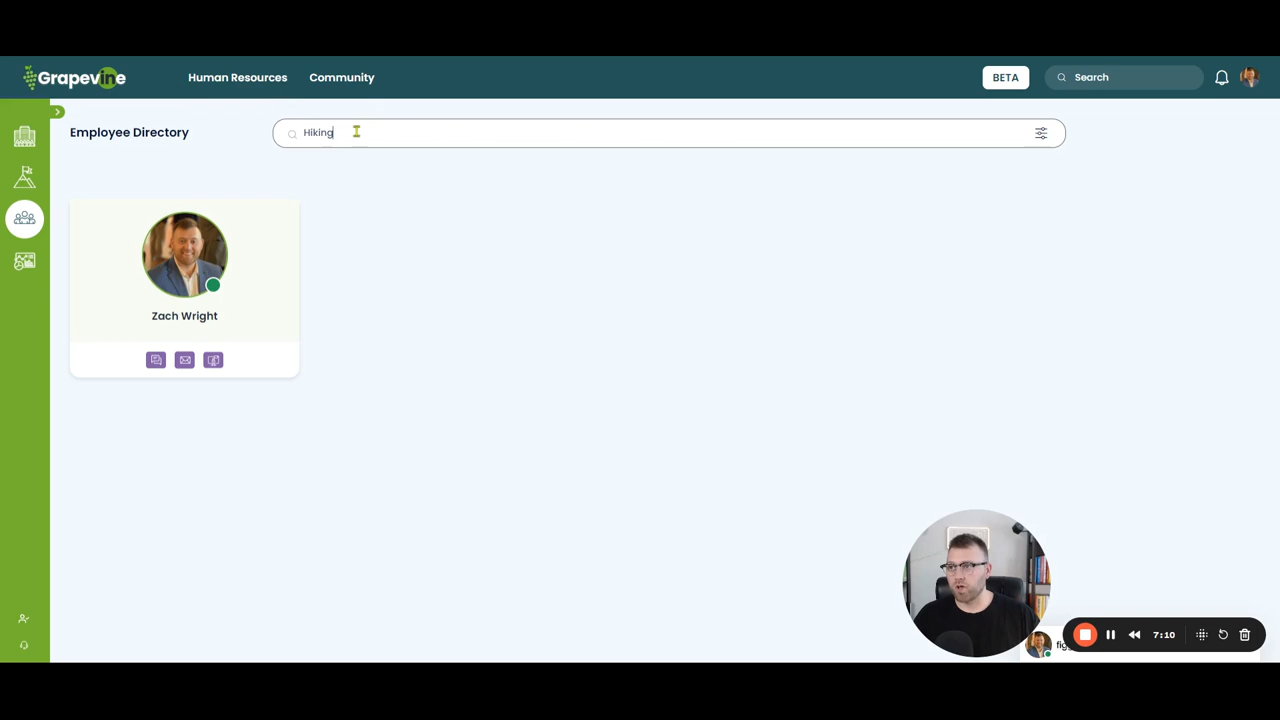 Grapevine
Human Resources
Community
BETA
Search
Employee Directory
Hiking
Zach Wright
7:10